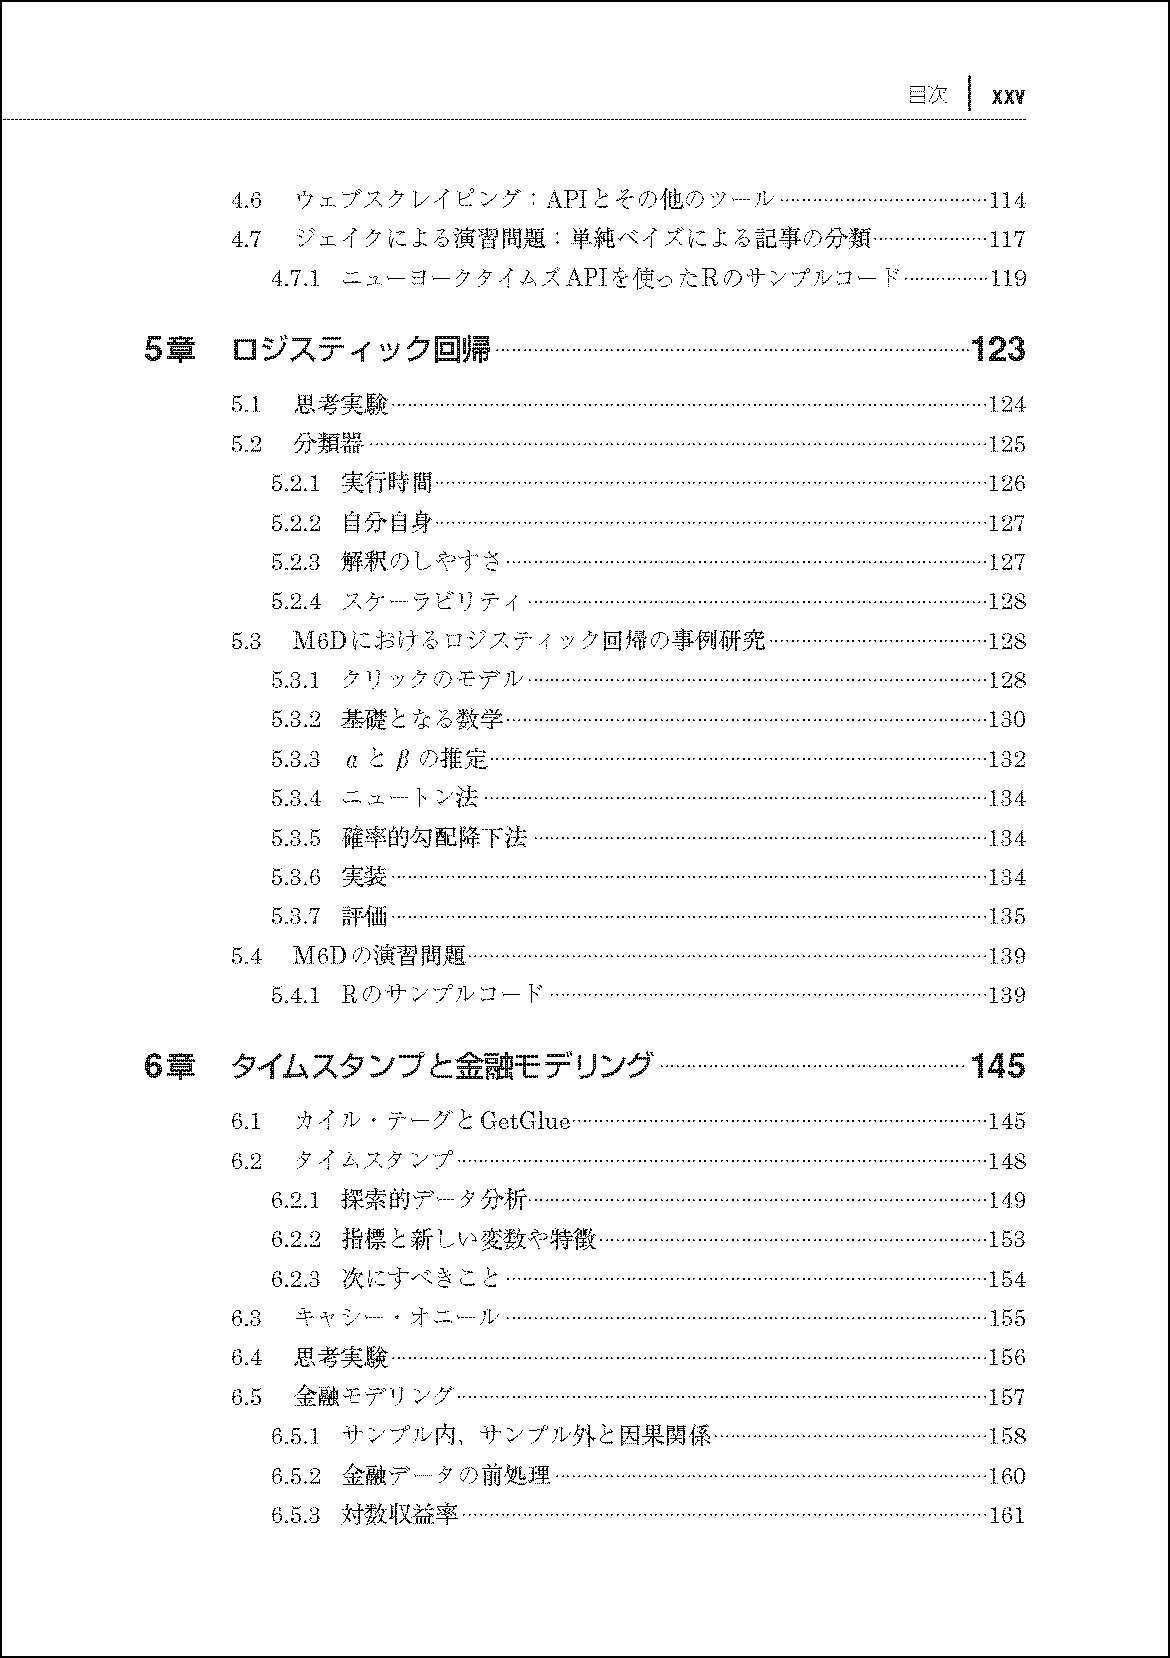 目次 xxv
4.6 ウェブスクレイピング：APIとその他のツール 114
4.7 ジェイクによる演習問題：単純ベイズによる記事の分類 117
4.7.1 ニューヨークタイムズAPIを使ったRのサンプルコード 119
5章 ロジスティック回帰 123
5.1 思考実験 124
5.2 分類器 125
5.2.1 実行時間 126
5.2.2 自分自身 127
5.2.3 解釈のしやすさ 127
5.2.4 スケーラビリティ 128
5.3 M6Dにおけるロジスティック回帰の事例研究 128
5.3.1 クリックのモデル 128
5.3.2 基礎となる数学 130
5.3.3 αとβの推定 132
5.3.4 ニュートン法 134
5.3.5 確率的勾配降下法 134
5.3.6 実装 134
5.3.7 評価 135
5.4 M6Dの演習問題 139
5.4.1 Rのサンプルコード 139
6章 タイムスタンプと金融モデリング 145
6.1 カイル・テーグとGetGlue 145
6.2 タイムスタンプ 148
6.2.1 探索的データ分析 149
6.2.2 指標と新しい変数や特徴 153
6.2.3 次にすべきこと 154
6.3 キャシー・オニール 155
6.4 思考実験 156
6.5 金融モデリング 157
6.5.1 サンプル内、サンプル外と因果関係 158
6.5.2 金融データの前処理 160
6.5.3 対数収益率 161